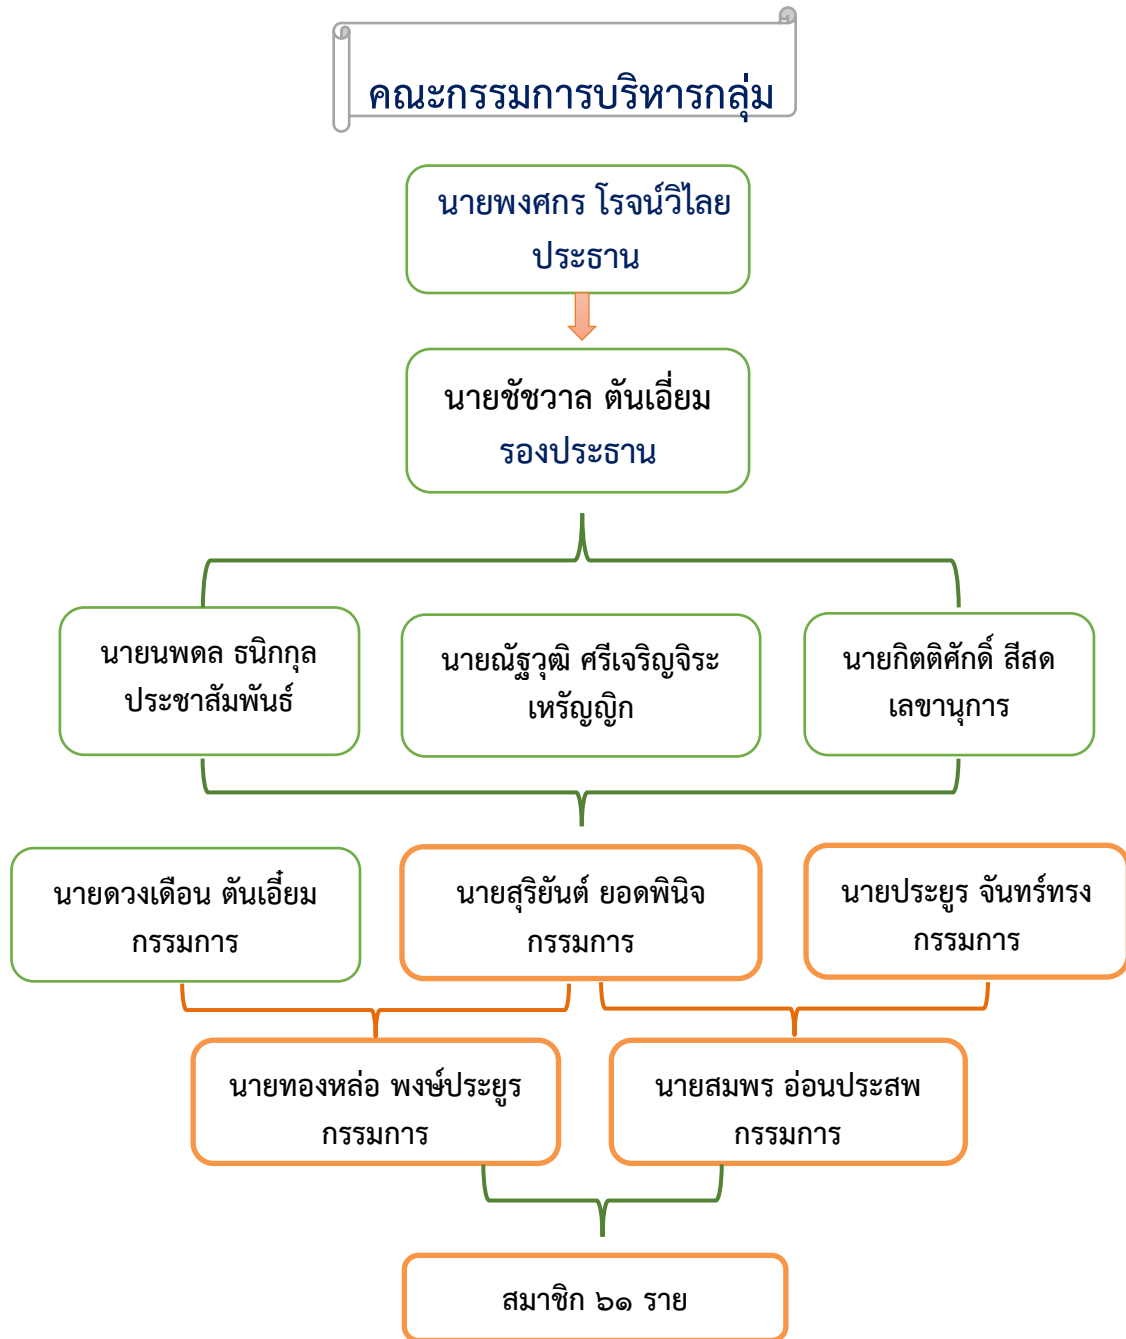 คณะกรรมการบริหารกลุ่ม
นายพงศกร โรจน์วิไลย
ประธาน
นายชัชวาล ตันเอี่ยม
รองประธาน
นายนพดล ธนิกกุล
ประชาสัมพันธ์
นายณัฐวุฒิ ศรีเจริญจิระ
เหรัญญิก
นายกิตติศักดิ์ สีสด
เลขานุการ
นายดวงเดือน ตันเอี๋ยม
กรรมการ
นายสุริยันต์ ยอดพินิจ
กรรมการ
นายประยูร จันทร์ทรง
กรรมการ
นายทองหล่อ พงษ์ประยูร
กรรมการ
นายสมพร อ่อนประสพ
กรรมการ
สมาชิก ๖๑ ราย